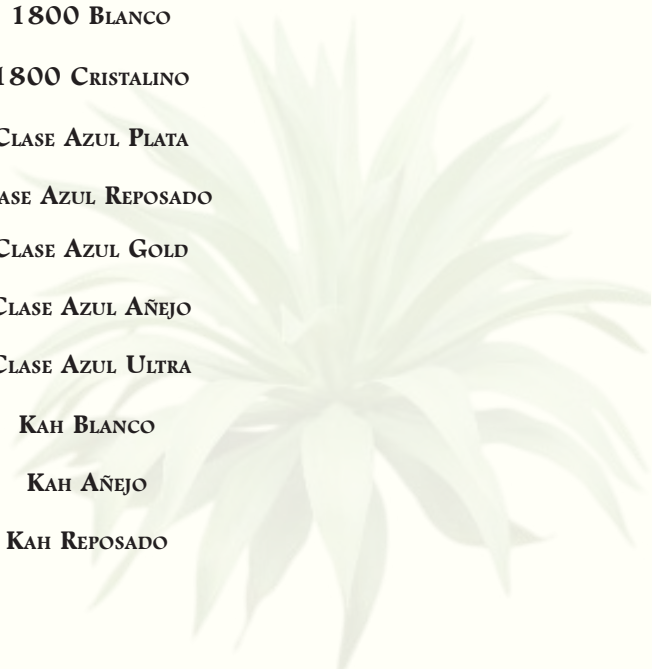 1800 Blanco
1800 Cristalino
Clase Azul Plata
Clase Azul Reposado
Clase Azul Gold
Clase Azul Añejo
Clase Azul Ultra
Kah Blanco
Kah Añejo
Kah Reposado